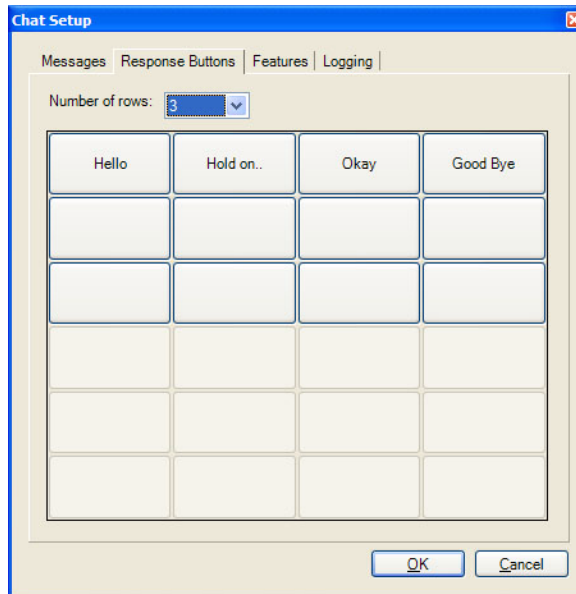 Chat Setup
Messages Response Buttons Features Logging
Number of rows: 3
Hello Hold on.. Okay Good Bye
OK Cancel